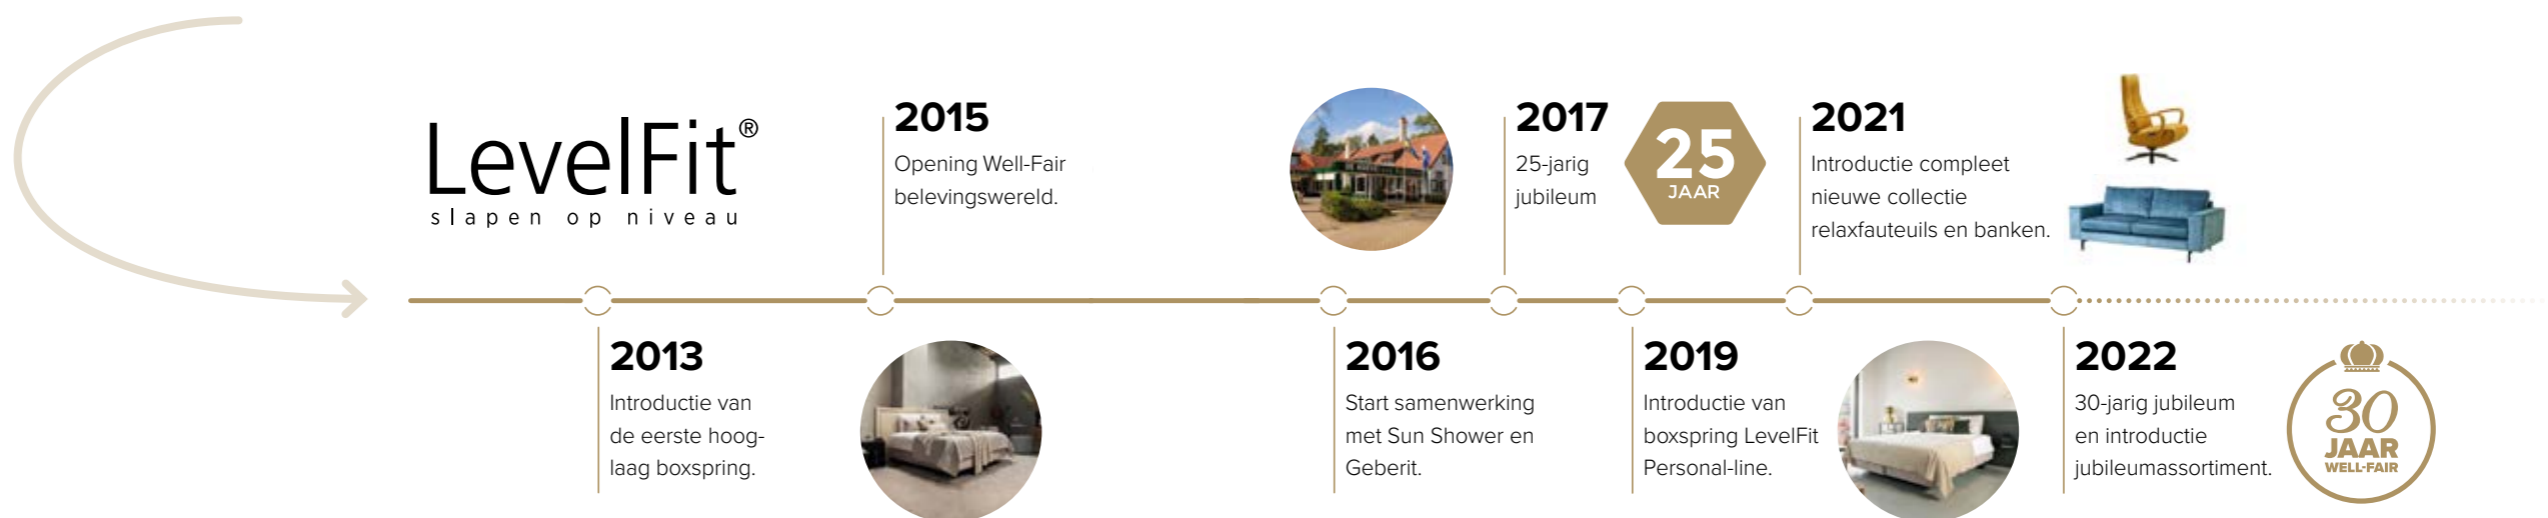 LevelFit®
slapen op niveau
2013
Introductie van
de eerste hoog-
laag boxspring.
2015
Opening Well-Fair
belevingswereld.
2016
Start samenwerking
met Sun Shower en
Geberit.
2017
25-jarig
jubileum
25
JAAR
2019
Introductie van
boxspring LevelFit
Personal-line.
2021
Introductie compleet
nieuwe collectie
relaxfauteuils en banken.
2022
30-jarig jubileum
en introductie
jubileumassortiment.
30
JAAR
WELL-FAIR